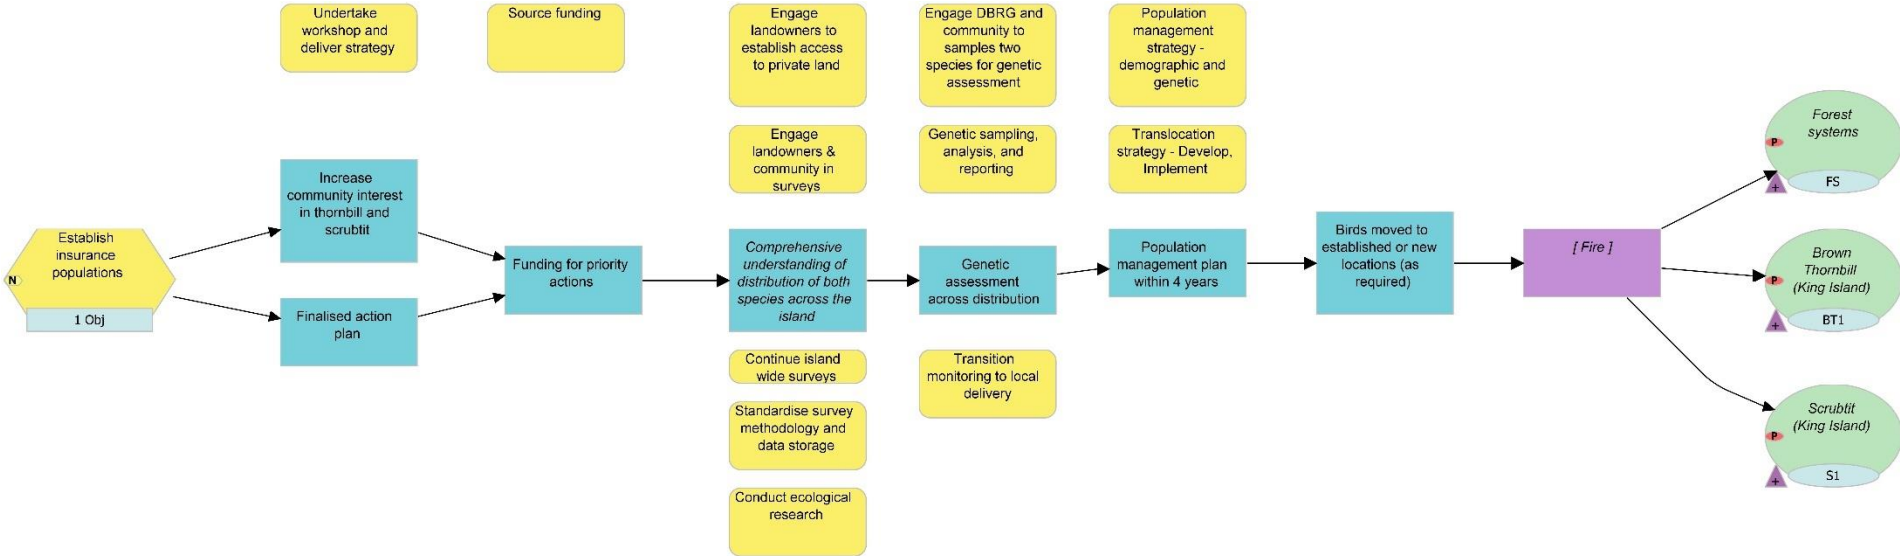 Undertake
workshop and
deliver strategy
Source funding
Engage
landowners to
establish access
to private land
Engage DBRG and
community to
samples two
species for genetic
assessment
Population
management
strategy -
demographic and
genetic
Engage
landowners &
community in
surveys
Genetic sampling,
analysis, and
reporting
Translocation
strategy - Develop,
Implement
Establish
insurance
populations
N
1 Obj
Increase
community interest
in thornbill and
scrubtit
Finalised action
plan
Funding for priority
actions
Comprehensive
understanding of
distribution of both
species across the
island
Genetic
assessment
across distribution
Population
management plan
within 4 years
Birds moved to
established or new
locations (as
required)
[ Fire ]
Forest
systems
P
+
FS
Brown
Thornbill
(King Island)
P
+
BT1
Scrubtit
(King Island)
P
+
S1
Continue island
wide surveys
Standardise survey
methodology and
data storage
Conduct ecological
research
Transition
monitoring to local
delivery